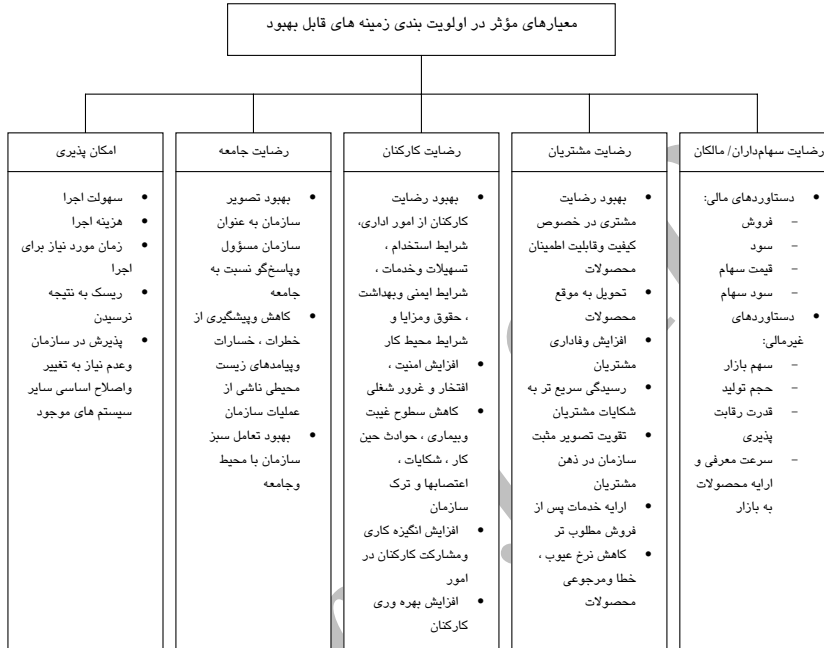 معیارهای مؤثر در اولویت بندی زمینه های قابل بهبود
رضایت سهام‌داران/ مالکان
• دستاوردهای مالی:
– فروش
– سود
– قیمت سهام
– سود سهام
• دستاوردهای
غیرمالی:
– سهم بازار
– حجم تولید
– قدرت رقابت
پذیری
– سرعت معرفی و
ارایه محصولات
به بازار
رضایت مشتریان
• بهبود رضایت
مشتری در خصوص
کیفیت وقابلیت اطمینان
محصولات
• تحویل به موقع
محصولات
• افزایش وفاداری
مشتریان
• رسیدگی سریع تر به
شکایات مشتریان
• تقویت تصویر مثبت
سازمان در ذهن
مشتریان
• ارایه خدمات پس از
فروش مطلوب تر
• کاهش نرخ عیوب ،
خطا ومرجوعی
محصولات
رضایت کارکنان
• بهبود رضایت
کارکنان از امور اداری،
شرایط استخدام ،
تسهیلات وخدمات ،
شرایط ایمنی وبهداشت
، حقوق ومزایا و
شرایط محیط کار
• افزایش امنیت ،
افتخار و غرور شغلی
• کاهش سطوح غیبت
وبیماری ، حوادث حین
کار ، شکایات ،
اعتصابها و ترک
سازمان
• افزایش انگیزه کاری
ومشارکت کارکنان در
امور
• افزایش بهره وری
کارکنان
رضایت جامعه
• بهبود تصویر
سازمان به عنوان
سازمان مسؤول
وپاسخ‌گو نسبت به
جامعه
• کاهش وپیشگیری از
خطرات ، خسارات
وپیامدهای زیست
محیطی ناشی از
عملیات سازمان
• بهبود تعامل سبز
سازمان با محیط
وجامعه
امکان پذیری
• سهولت اجرا
• هزینه اجرا
• زمان مورد نیاز برای
اجرا
• ریسک به نتیجه
نرسیدن
• پذیرش در سازمان
وعدم نیاز به تغییر
واصلاح اساسی سایر
سیستم های موجود